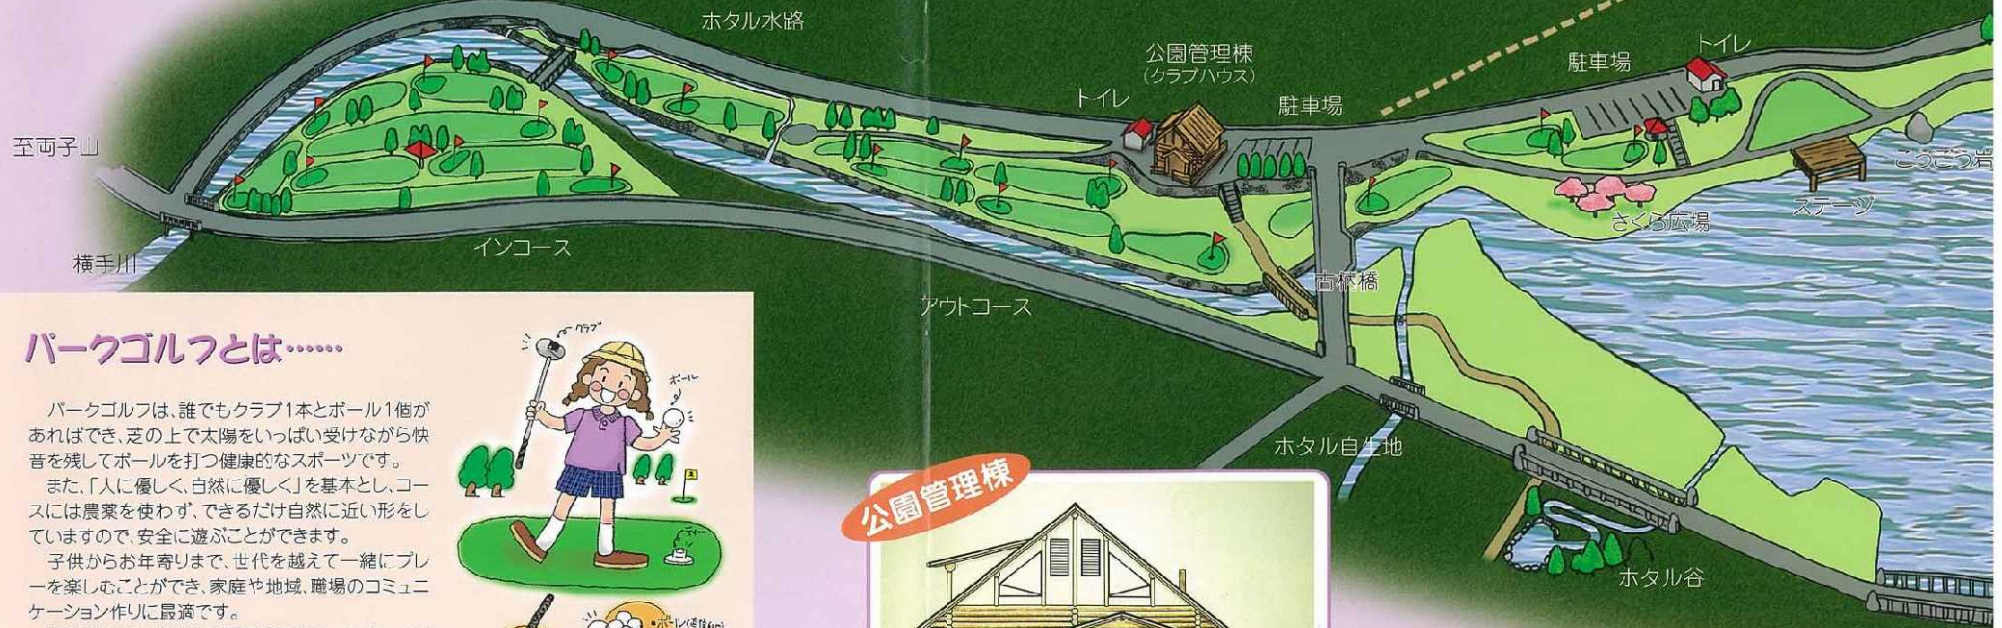 ホタル水路
公園管理棟
(クラブハウス)
トイレ
駐車場
駐車場
トイレ
至両子山
横手川
インコース
アウトコース
古柄橋
さくら広場
ステージ
ごうごう岩
ホタル自生地
ホタル谷
パークゴルフとは……
パークゴルフは、誰でもクラブ1本とボール1個が
あればでき、芝の上で太陽をいっぱい受けながら快
音を残してボールを打つ健康的なスポーツです。
また、「人に優しく、自然に優しく」を基本とし、コー
スには農薬を使わず、できるだけ自然に近い形をし
ていますので、安全に遊ぶことができます。
子供からお年寄りまで、世代を越えて一緒にプレ
ーを楽しむことができ、家庭や地域、職場のコミュニ
ケーション作りに最適です。
クラブ
ボール
ティー
公園管理棟